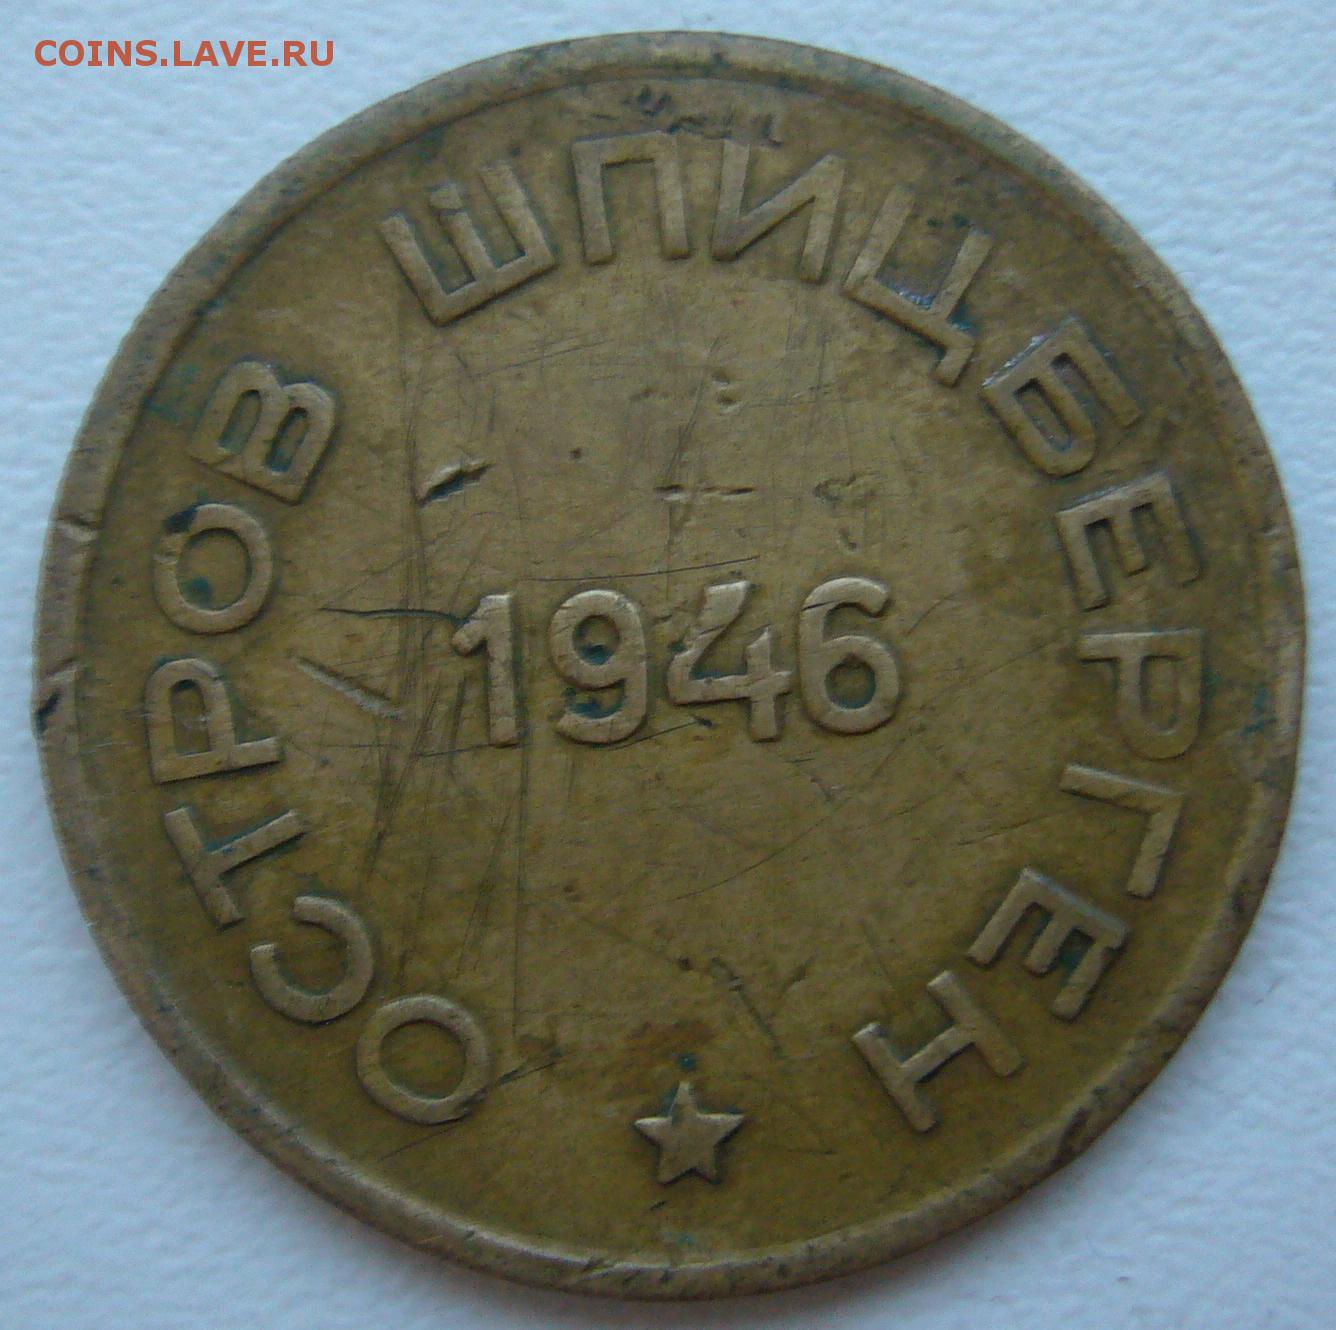 COINS.LAVE.RU
ОСТРОВ ШПИЦБЕРГЕН
1946